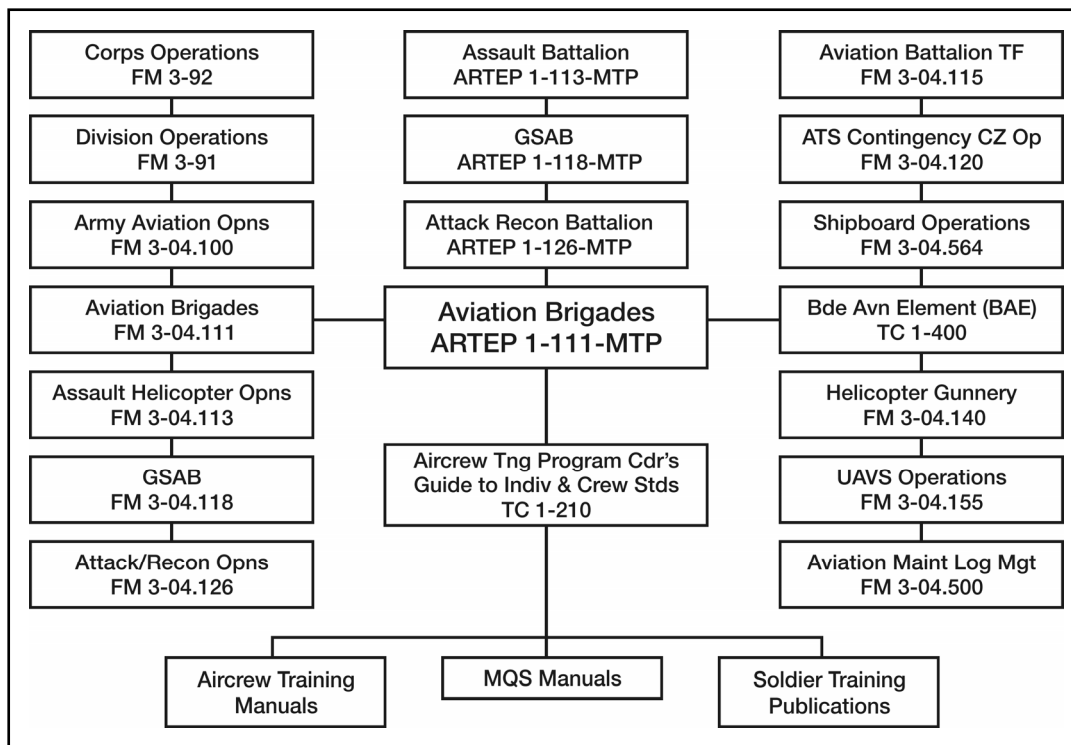 Corps Operations
FM 3-92
Division Operations
FM 3-91
Army Aviation Opns
FM 3-04.100
Aviation Brigades
FM 3-04.111
Assault Helicopter Opns
FM 3-04.113
GSAB
FM 3-04.118
Attack/Recon Opns
FM 3-04.126
Assault Battalion
ARTEP 1-113-MTP
GSAB
ARTEP 1-118-MTP
Attack Recon Battalion
ARTEP 1-126-MTP
Aviation Brigades
ARTEP 1-111-MTP
Aircrew Tng Program Cdr's
Guide to Indiv & Crew Stds
TC 1-210
Aviation Battalion TF
FM 3-04.115
ATS Contingency CZ Op
FM 3-04.120
Shipboard Operations
FM 3-04.564
Bde Avn Element (BAE)
TC 1-400
Helicopter Gunnery
FM 3-04.140
UAVS Operations
FM 3-04.155
Aviation Maint Log Mgt
FM 3-04.500
Aircrew Training
Manuals
MQS Manuals
Soldier Training
Publications